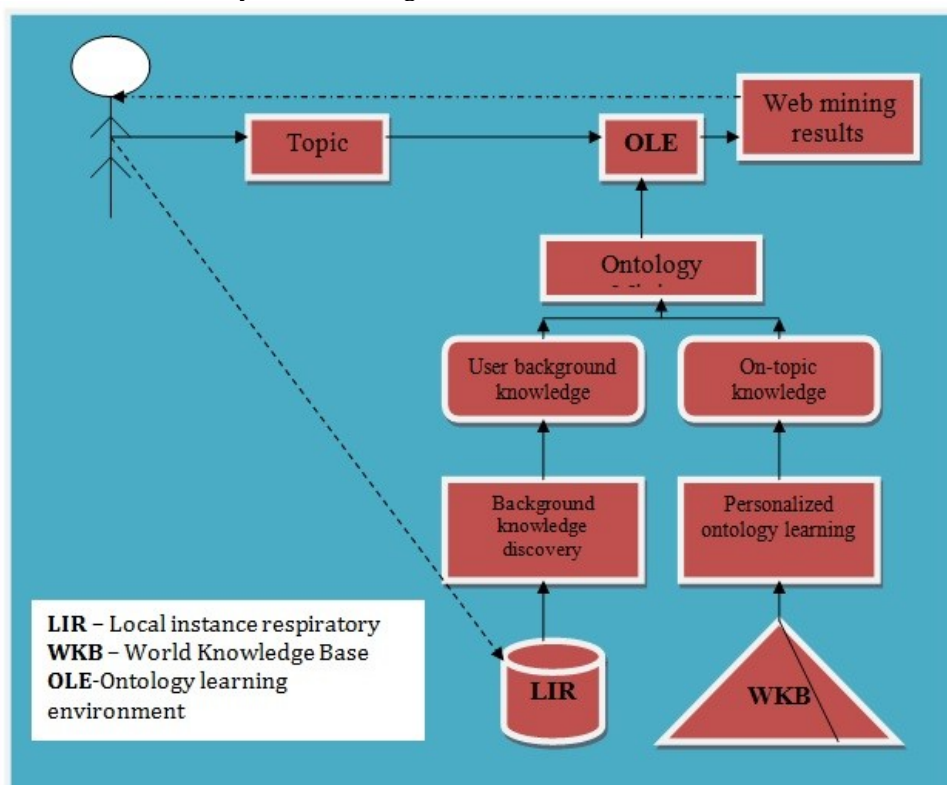 Web mining
results
Topic
OLE
Ontology
User background
knowledge
On-topic
knowledge
Background
knowledge
discovery
Personalized
ontology learning
LIR – Local instance respiratory
WKB – World Knowledge Base
OLE-Ontology learning
environment
LIR
WKB